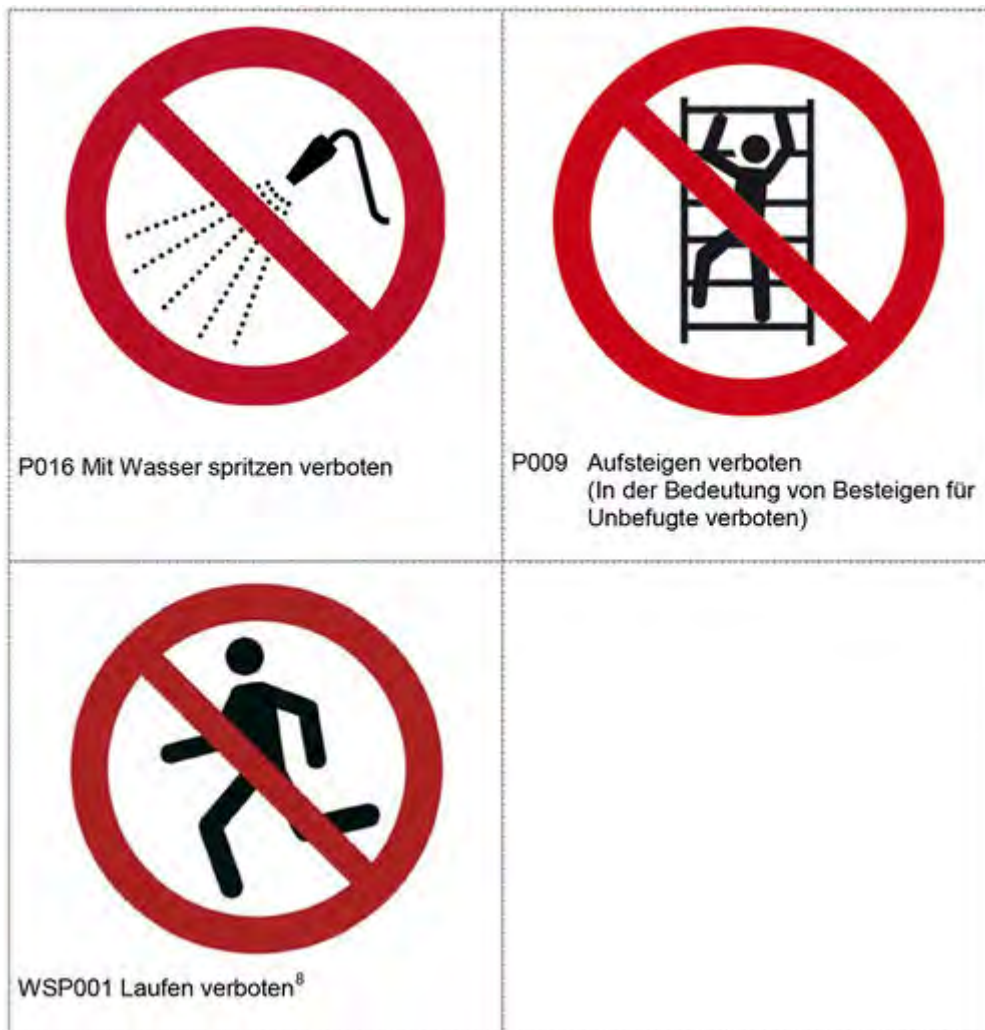 P016 Mit Wasser spritzen verboten
P009 Aufsteigen verboten
(In der Bedeutung von Besteigen für
Unbefugte verboten)
WSP001 Laufen verboten⁸